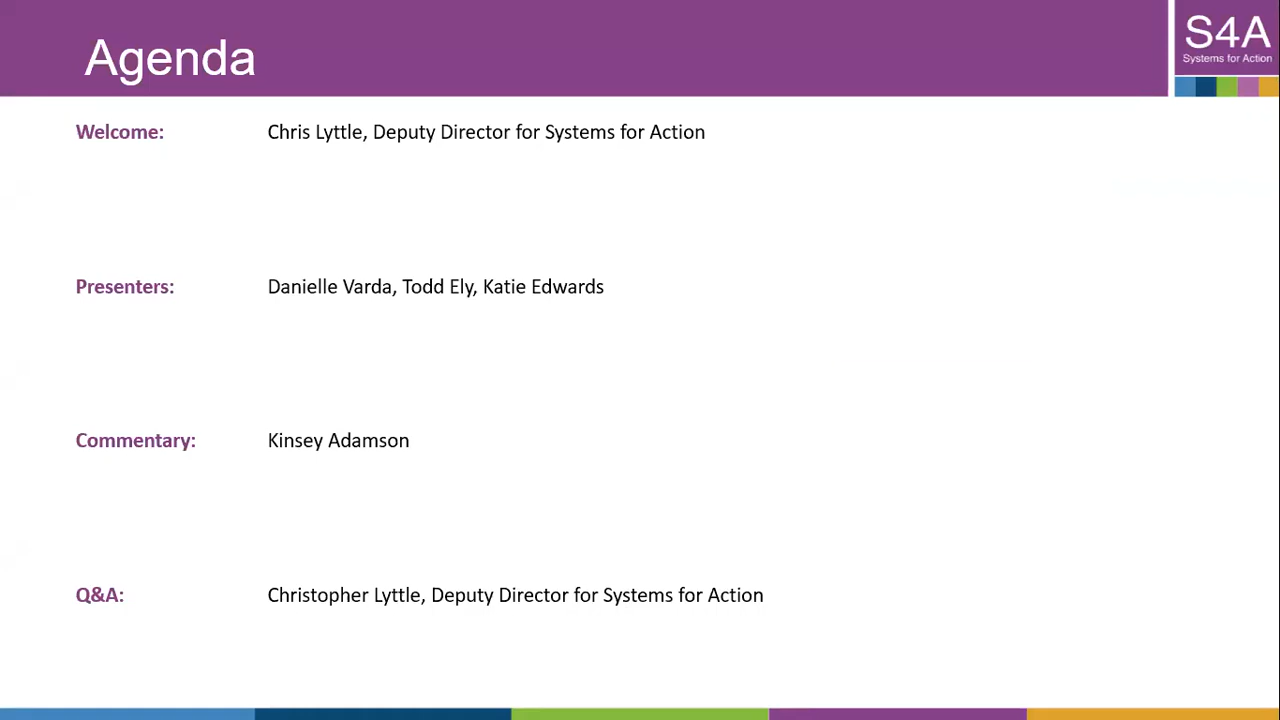 Agenda
S4A
Systems for Action
Welcome: Chris Lyttle, Deputy Director for Systems for Action
Presenters: Danielle Varda, Todd Ely, Katie Edwards
Commentary: Kinsey Adamson
Q&A: Christopher Lyttle, Deputy Director for Systems for Action